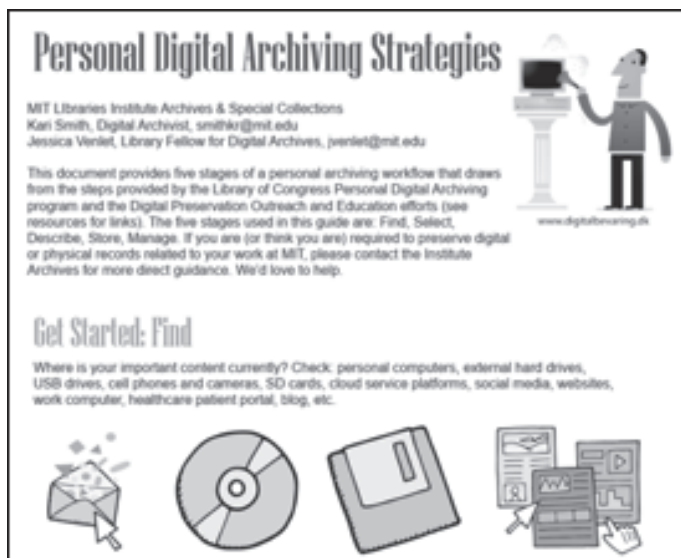 Personal Digital Archiving Strategies
MIT LIbraries Institute Archives & Special Collections
Kari Smith, Digital Archivist, smithkr@mit.edu
Jessica Venlet, Library Fellow for Digital Archives, jvenlet@mit.edu
This document provides five stages of a personal archiving workflow that draws
from the steps provided by the Library of Congress Personal Digital Archiving
program and the Digital Preservation Outreach and Education efforts (see
resources for links). The five stages used in this guide are: Find, Select,
Describe, Store, Manage. If you are (or think you are) required to preserve digital
or physical records related to your work at MIT, please contact the Institute
Archives for more direct guidance. We'd love to help.
www.digitalbevaring.dk
Get Started: Find
Where is your important content currently? Check: personal computers, external hard drives,
USB drives, cell phones and cameras, SD cards, cloud service platforms, social media, websites,
work computer, healthcare patient portal, blog, etc.